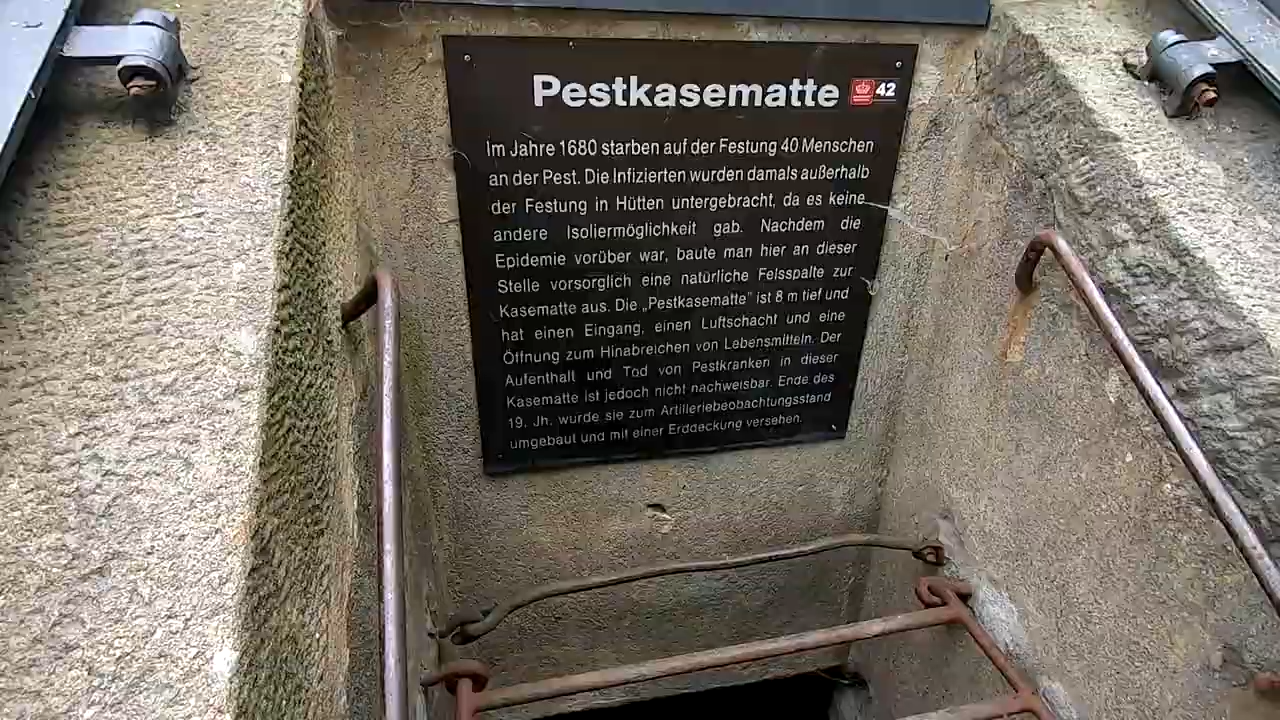 Pestkasematte 42
Im Jahre 1680 starben auf der Festung 40 Menschen
an der Pest. Die Infizierten wurden damals außerhalb
der Festung in Hütten untergebracht, da es keine
andere Isoliermöglichkeit gab. Nachdem die
Epidemie vorüber war, baute man hier an dieser
Stelle vorsorglich eine natürliche Felsspalte zur
Kasematte aus. Die „Pestkasematte" ist 8 m tief und
hat einen Eingang, einen Luftschacht und eine
Öffnung zum Hinabreichen von Lebensmitteln. Der
Aufenthalt und Tod von Pestkranken in dieser
Kasematte ist jedoch nicht nachweisbar. Ende des
19. Jh. wurde sie zum Artilleriebeobachtungsstand
umgebaut und mit einer Erddeckung versehen.